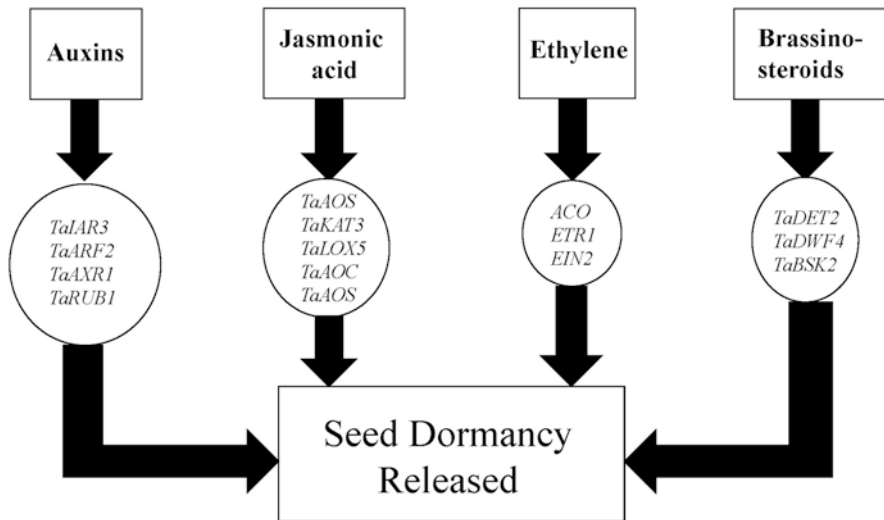 Auxins
Jasmonic
acid
Ethylene
Brassino-
steroids
TaIAR3
TaARF2
TaAXR1
TaRUB1
TaAOS
TaKAT3
TaLOX5
TaAOC
TaAOS
ACO
ETR1
EIN2
TaDET2
TaDWF4
TaBSK2
Seed Dormancy
Released